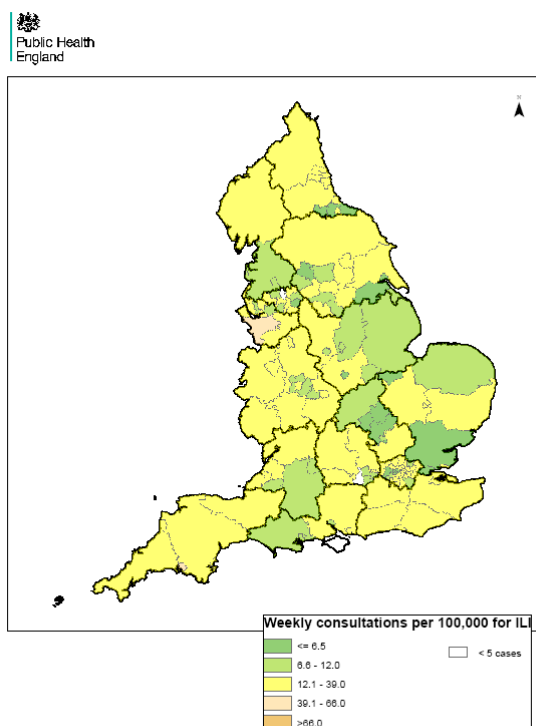 Public Health
England
N
Weekly consultations per 100,000 for ILI
<= 6.5
6.6 - 12.0
12.1 - 39.0
39.1 - 66.0
>66.0
< 5 cases